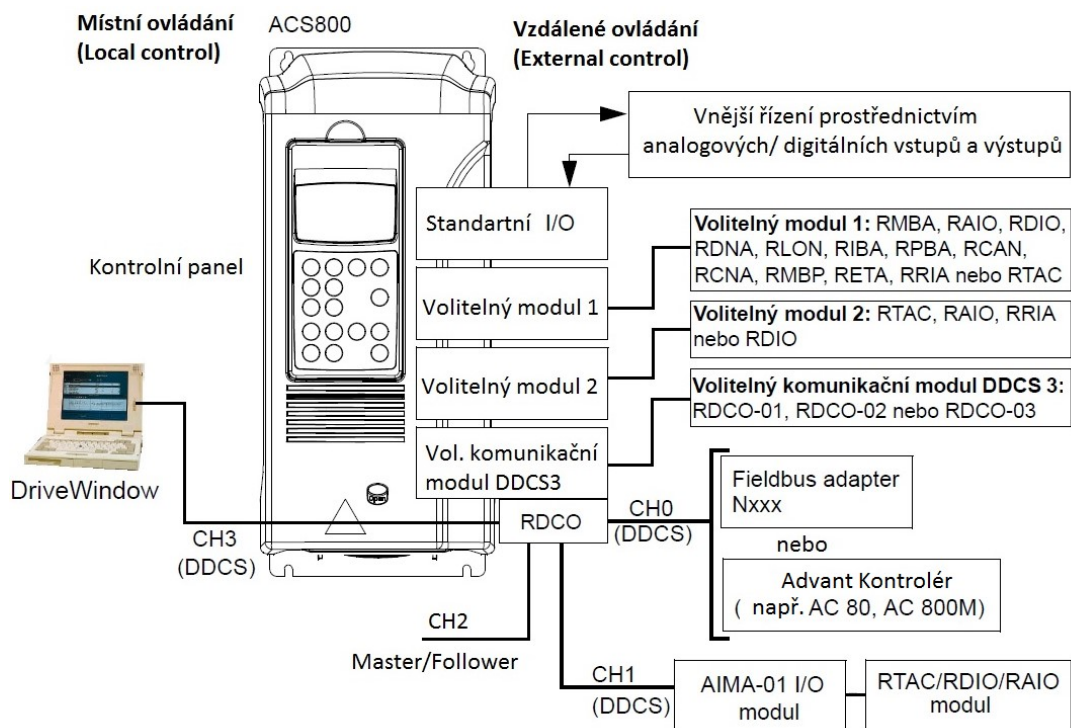 Místní ovládání
(Local control)
ACS800
Vzdálené ovládání
(External control)
Vnější řízení prostřednictvím
analogových/ digitálních vstupů a výstupů
Standartní I/O
Kontrolní panel
Volitelný modul 1
Volitelný modul 1: RMBA, RAIO, RDIO,
RDNA, RLON, RIBA, RPBA, RCAN,
RCNA, RMBP, RETA, RRIA nebo RTAC
Volitelný modul 2
Volitelný modul 2: RTAC, RAIO, RRIA
nebo RDIO
Volitelný komunikační modul DDCS 3:
RDCO-01, RDCO-02 nebo RDCO-03
Vol. komunikační
modul DDCS3
DriveWindow
Open
RDCO
CH3
(DDCS)
CH0
(DDCS)
Fieldbus adapter
Nxxx
nebo
Advant Kontrolér
( např. AC 80, AC 800M)
CH2
Master/Follower
CH1
(DDCS)
AIMA-01 I/O
modul
RTAC/RDIO/RAIO
modul